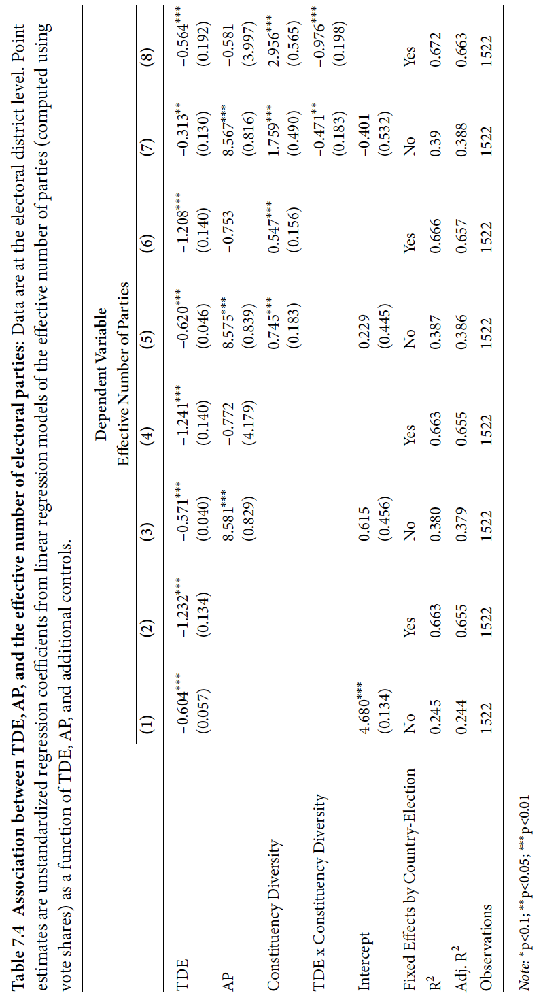 Table 7.4 Association between TDE, AP, and the effective number of electoral parties: Data are at the electoral district level. Point
estimates are unstandardized regression coefficients from linear regression models of the effective number of parties (computed using
vote shares) as a function of TDE, AP, and additional controls.
Dependent Variable
Effective Number of Parties
(1) (2) (3) (4) (5) (6) (7) (8)
TDE −0.604*** −1.232*** −0.571*** −1.241*** −0.620*** −1.208*** −0.313** −0.564***
(0.057) (0.134) (0.040) (0.140) (0.046) (0.140) (0.130) (0.192)
AP 8.581*** −0.772 8.575*** −0.753 8.567*** −0.581
(0.829) (4.179) (0.839) (0.816) (3.997)
Constituency Diversity 0.745*** 0.547*** 1.759*** 2.956***
(0.183) (0.156) (0.490) (0.565)
TDE x Constituency Diversity −0.471** −0.976***
(0.183) (0.198)
Intercept 4.680*** 0.615 0.229 −0.401
(0.134) (0.456) (0.445) (0.532)
Fixed Effects by Country-Election No Yes No Yes No Yes No Yes
R² 0.245 0.663 0.380 0.663 0.387 0.666 0.39 0.672
Adj. R² 0.244 0.655 0.379 0.655 0.386 0.657 0.388 0.663
Observations 1522 1522 1522 1522 1522 1522 1522 1522
Note: *p<0.1; **p<0.05; ***p<0.01